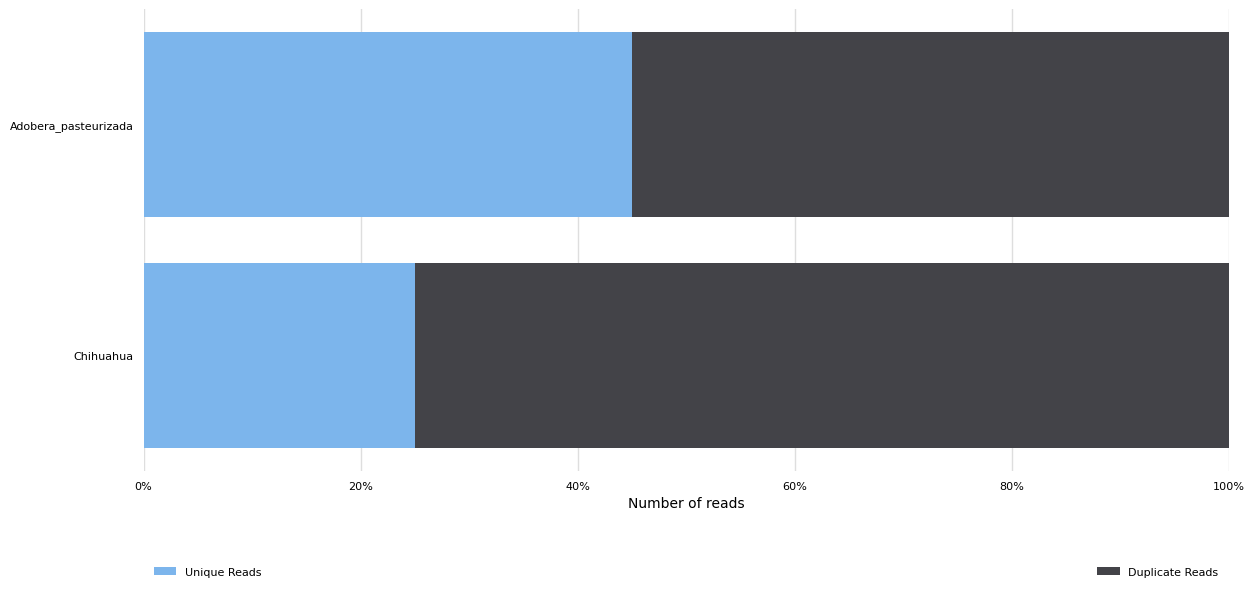 Adobera_pasteurizada
Chihuahua
0% 20% 40% 60% 80% 100%
Number of reads
Unique Reads Duplicate Reads